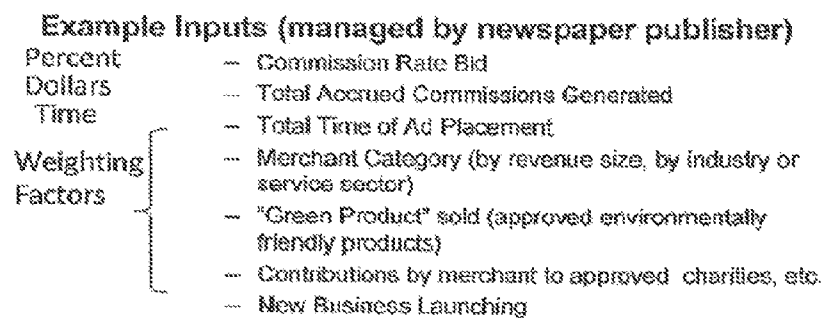 Example Inputs (managed by newspaper publisher)
Percent – Commission Rate Bid
Dollars – Total Accrued Commissions Generated
Time – Total Time of Ad Placement
Weighting Factors – Merchant Category (by revenue size, by industry or
service sector)
– "Green Product" sold (approved environmentally
friendly products)
– Contributions by merchant to approved charities, etc.
– New Business Launching